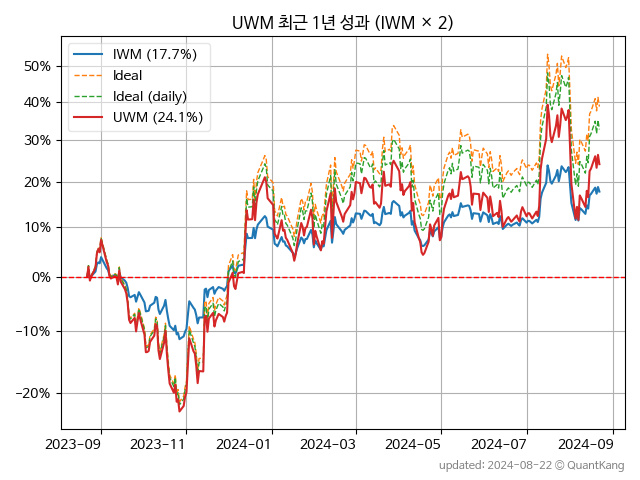 UWM 최근 1년 성과 (IWM × 2)
IWM (17.7%)
Ideal
Ideal (daily)
UWM (24.1%)
50%
40%
30%
20%
10%
0%
−10%
−20%
2023-09 2023-11 2024-01 2024-03 2024-05 2024-07 2024-09
updated: 2024-08-22 © QuantKang